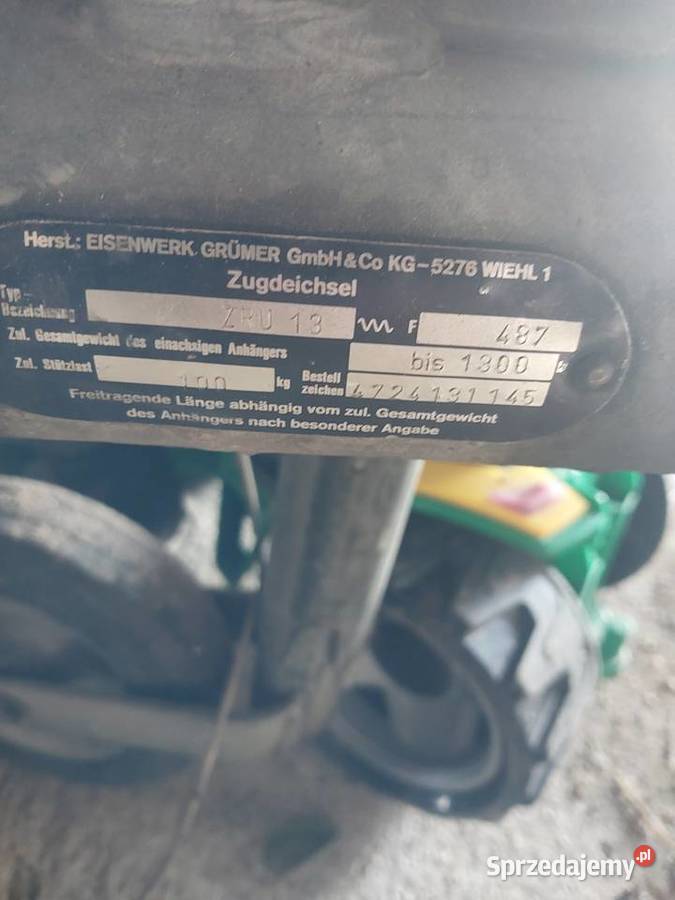 Herst.: EISENWERK GRÜMER GmbH & Co KG-5276 WIEHL 1
Zugdeichsel
Typ-
Bezeichnung ZRU 13 F 487
Zul. Gesamtgewicht des einachsigen Anhängers bis 1300
Zul. Stützlast 100 kg Bestell
zeichen 4724131145
Freitragende Länge abhängig vom zul. Gesamtgewicht
des Anhängers nach besonderer Angabe
Sprzedajemy.pl